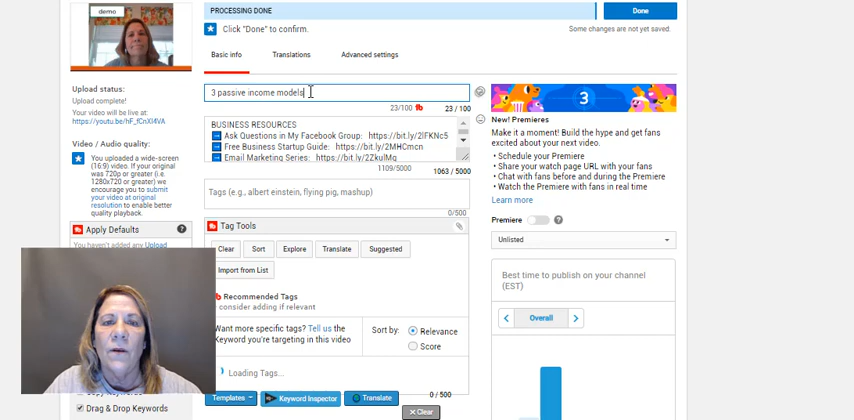 demo
PROCESSING DONE
Done
Click "Done" to confirm.
Some changes are not yet saved.
Basic info
Translations
Advanced settings
Upload status:
Upload complete!
Your video will be live at:
https://youtu.be/hF_fCnXl4VA
Video / Audio quality:
You uploaded a wide-screen
(16:9) video. If your original
was 720p or greater (i.e.
1280x720 or greater) we
encourage you to submit
your video at original
resolution to enable better
quality playback.
Apply Defaults
?
You haven't added any Upload
Drag & Drop Keywords
3 passive income models
23/100
23 / 100
BUSINESS RESOURCES
Ask Questions in My Facebook Group: https://bit.ly/2lFKNc5
Free Business Startup Guide: https://bit.ly/2MHCmcn
Email Marketing Series: https://bit.ly/2ZkulMg
1109/5000
1063 / 5000
Tags (e.g., albert einstein, flying pig, mashup)
0/500
Tag Tools
Clear
Sort
Explore
Translate
Suggested
Import from List
Recommended Tags
consider adding if relevant
Want more specific tags? Tell us the
Keyword you're targeting in this video
Sort by:
Relevance
Score
Loading Tags...
Templates
Keyword Inspector
Translate
0 / 500
Clear
3
New! Premieres
Make it a moment! Build the hype and get fans
excited about your next video.
• Schedule your Premiere
• Share your watch page URL with your fans
• Chat with fans before and during the Premiere
• Watch the Premiere with fans in real time
Learn more
Premiere
?
Unlisted
Best time to publish on your channel
(EST)
Overall